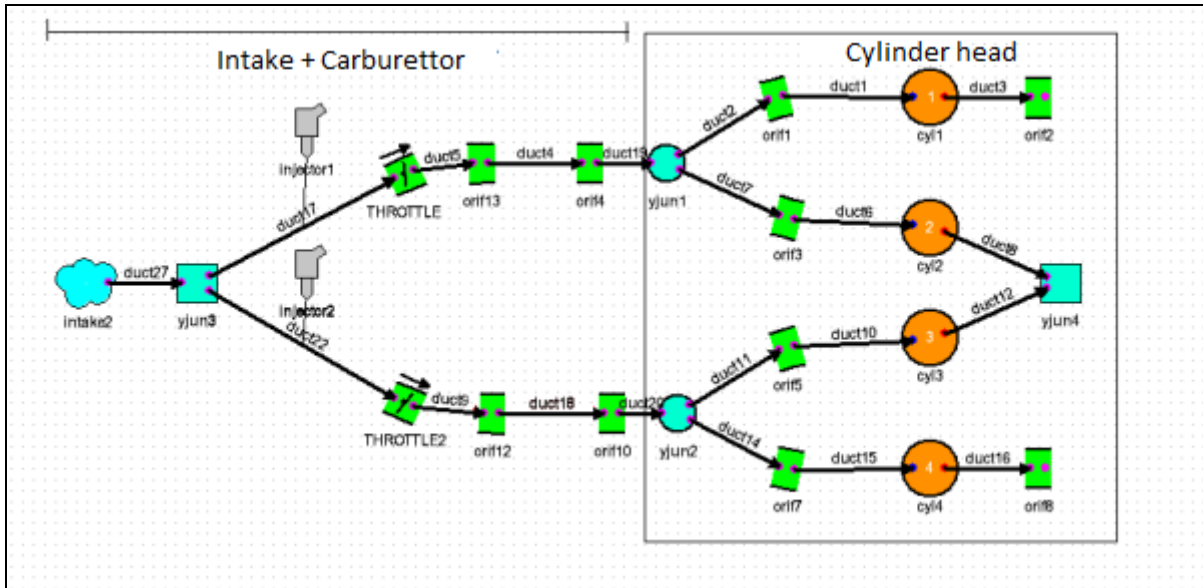 Intake + Carburettor
Cylinder head
injector1
duct2
orif1
duct1
1
cyl1
duct3
orif2
duct17
THROTTLE
duct5
orif13
duct4
orif4
duct19
yjun1
duct7
orif3
duct6
2
cyl2
duct8
intake2
duct27
yjun3
injector2
duct22
THROTTLE2
duct9
orif12
duct18
orif10
duct20
yjun2
duct11
orif5
duct10
3
cyl3
duct12
yjun4
duct14
orif7
duct15
4
cyl4
duct16
orif8